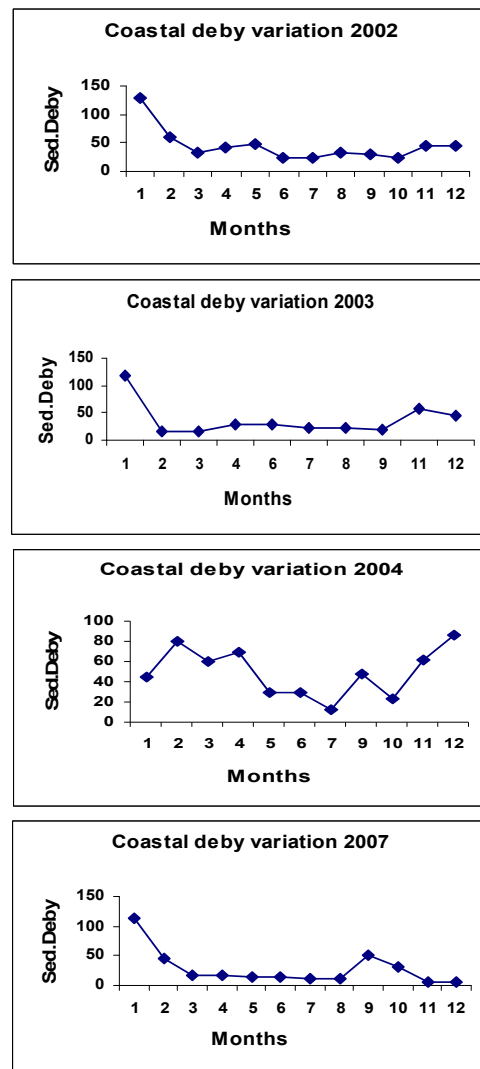 Coastal deby variation 2002
150
100
50
0
Sed.Deby
1 2 3 4 5 6 7 8 9 10 11 12
Months
Coastal deby variation 2003
150
100
50
0
Sed.Deby
1 2 3 4 6 7 8 9 11 12
Months
Coastal deby variation 2004
100
80
60
40
20
0
Sed.Deby
1 2 3 4 5 6 7 9 10 11 12
Months
Coastal deby variation 2007
150
100
50
0
Sed.Deby
1 2 3 4 5 6 7 8 9 10 11 12
Months